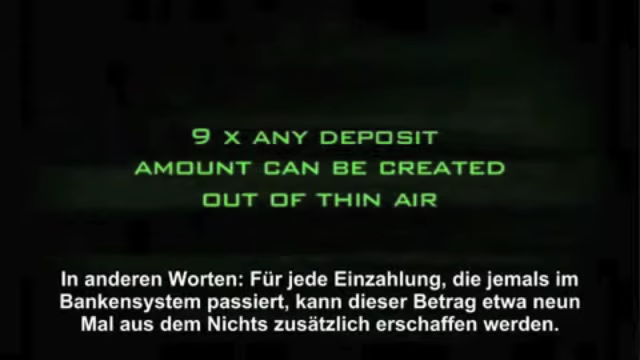 9 X ANY DEPOSIT
AMOUNT CAN BE CREATED
OUT OF THIN AIR
In anderen Worten: Für jede Einzahlung, die jemals im
Bankensystem passiert, kann dieser Betrag etwa neun
Mal aus dem Nichts zusätzlich erschaffen werden.